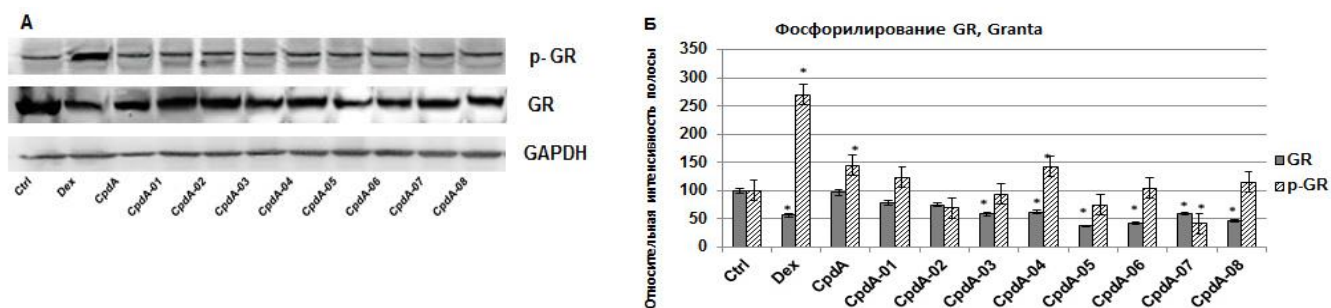 А
p- GR
GR
GAPDH
Ctrl
Dex
CpdA
CpdA-01
CpdA-02
CpdA-03
CpdA-04
CpdA-05
CpdA-06
CpdA-07
CpdA-08
Б
Фосфорилирование GR, Granta
Относительная интенсивность полосы
350
300
250
200
150
100
50
0
* * * * * * * * * * *
Ctrl
Dex
CpdA
CpdA-01
CpdA-02
CpdA-03
CpdA-04
CpdA-05
CpdA-06
CpdA-07
CpdA-08
GR
p-GR